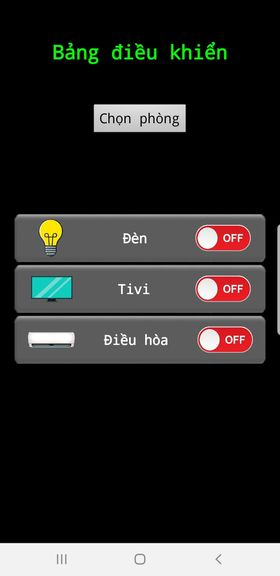 Bảng điều khiển
Chọn phòng
Đèn OFF
Tivi OFF
Điều hòa OFF